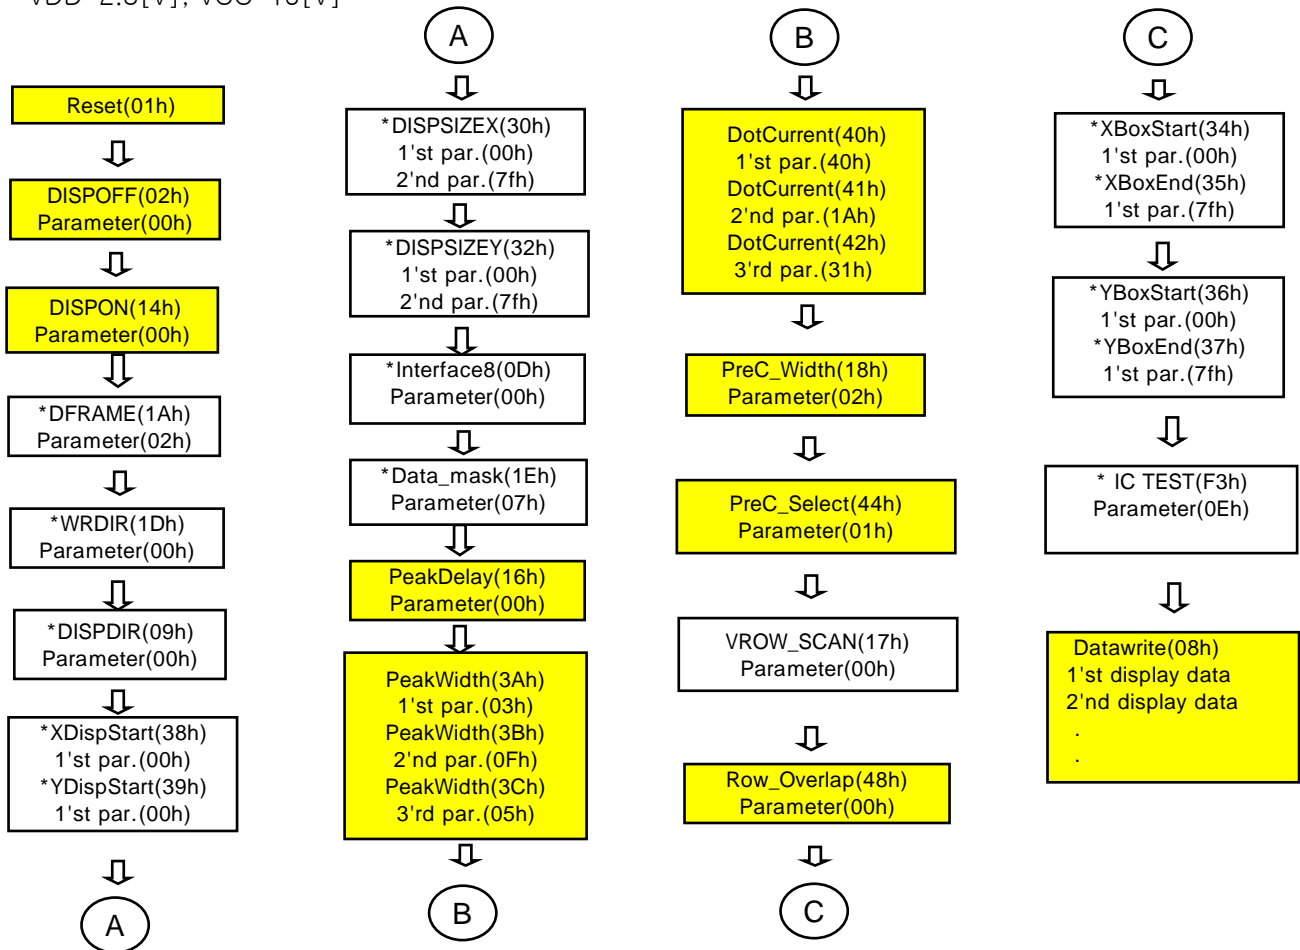 Reset(01h)
DISPOFF(02h)
Parameter(00h)
DISPON(14h)
Parameter(00h)
*DFRAME(1Ah)
Parameter(02h)
*WRDIR(1Dh)
Parameter(00h)
*DISPDIR(09h)
Parameter(00h)
*XDispStart(38h)
1'st par.(00h)
*YDispStart(39h)
1'st par.(00h)
A
A
*DISPSIZEX(30h)
1'st par.(00h)
2'nd par.(7fh)
*DISPSIZEY(32h)
1'st par.(00h)
2'nd par.(7fh)
*Interface8(0Dh)
Parameter(00h)
*Data_mask(1Eh)
Parameter(07h)
PeakDelay(16h)
Parameter(00h)
PeakWidth(3Ah)
1'st par.(03h)
PeakWidth(3Bh)
2'nd par.(0Fh)
PeakWidth(3Ch)
3'rd par.(05h)
B
B
DotCurrent(40h)
1'st par.(40h)
DotCurrent(41h)
2'nd par.(1Ah)
DotCurrent(42h)
3'rd par.(31h)
PreC_Width(18h)
Parameter(02h)
PreC_Select(44h)
Parameter(01h)
VROW_SCAN(17h)
Parameter(00h)
Row_Overlap(48h)
Parameter(00h)
C
C
*XBoxStart(34h)
1'st par.(00h)
*XBoxEnd(35h)
1'st par.(7fh)
*YBoxStart(36h)
1'st par.(00h)
*YBoxEnd(37h)
1'st par.(7fh)
* IC TEST(F3h)
Parameter(0Eh)
Datawrite(08h)
1'st display data
2'nd display data
.
.